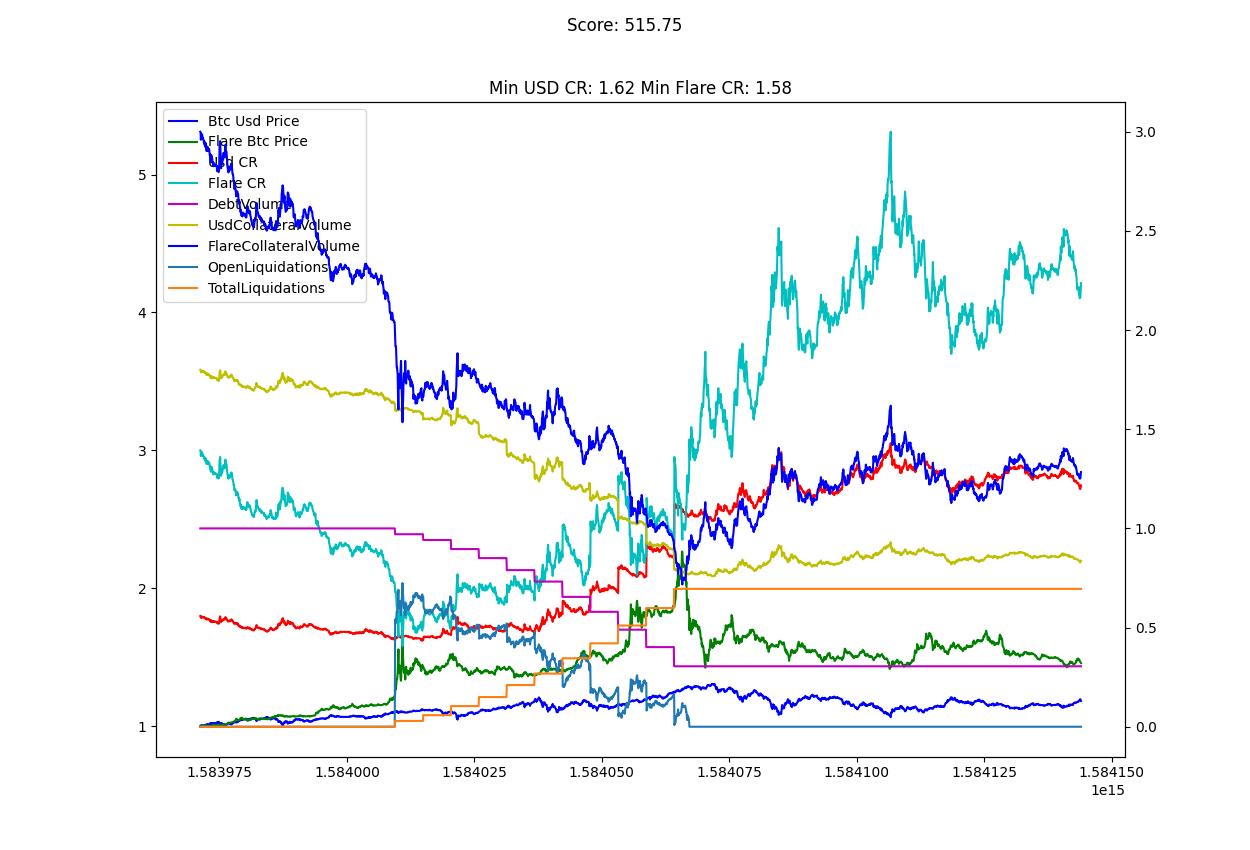 Score: 515.75
Min USD CR: 1.62 Min Flare CR: 1.58
Btc Usd Price
Flare Btc Price
Usd CR
Flare CR
DebtVolume
UsdCollateralVolume
FlareCollateralVolume
OpenLiquidations
TotalLiquidations
5
4
3
2
1
3.0
2.5
2.0
1.5
1.0
0.5
0.0
1.583975
1.584000
1.584025
1.584050
1.584075
1.584100
1.584125
1.584150
1e15